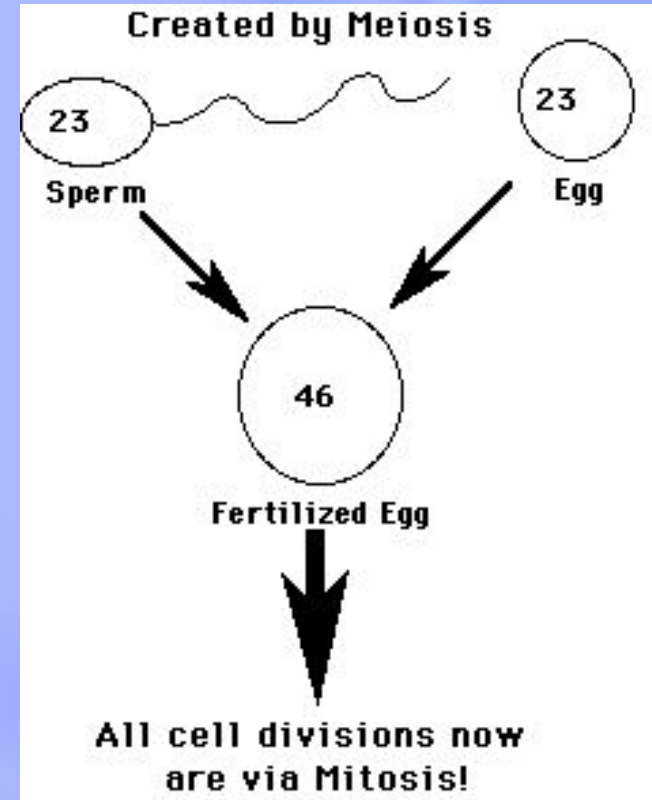 Created by Meiosis
23
23
Sperm
Egg
46
Fertilized Egg
All cell divisions now
are via Mitosis!